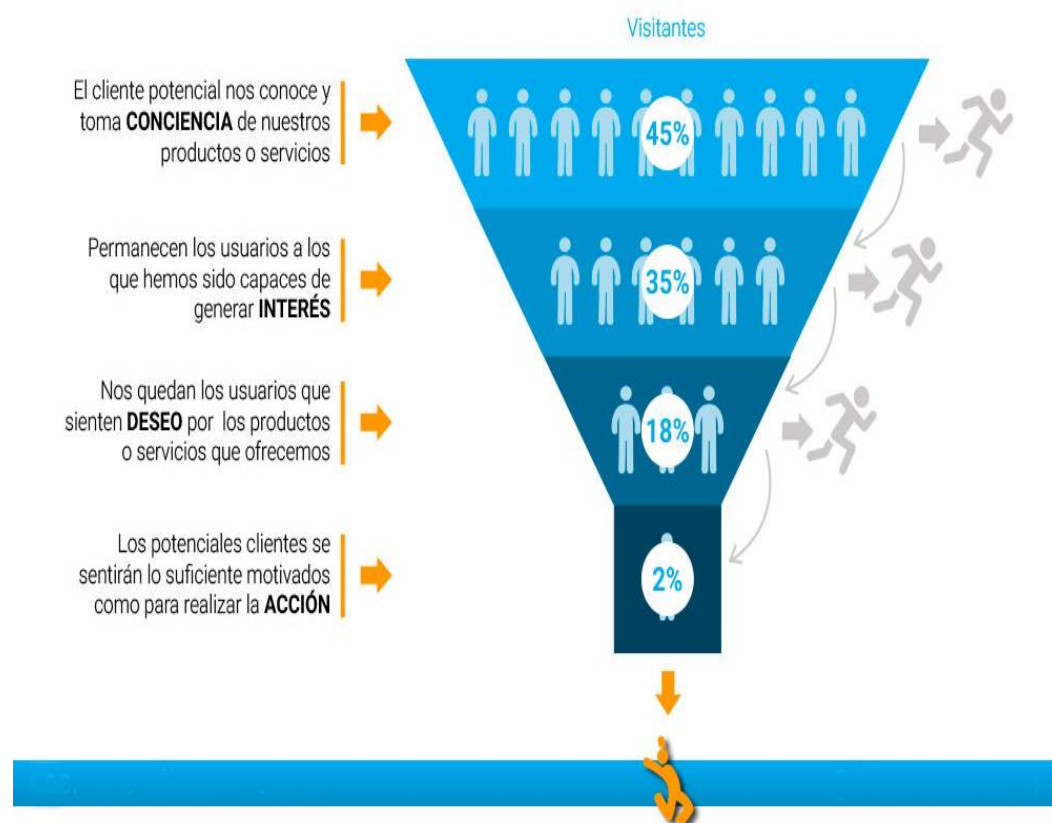 Visitantes
El cliente potencial nos conoce y
toma CONCIENCIA de nuestros
productos o servicios
45%
Permanecen los usuarios a los
que hemos sido capaces de
generar INTERÉS
35%
Nos quedan los usuarios que
sienten DESEO por los productos
o servicios que ofrecemos
18%
Los potenciales clientes se
sentirán lo suficiente motivados
como para realizar la ACCIÓN
2%